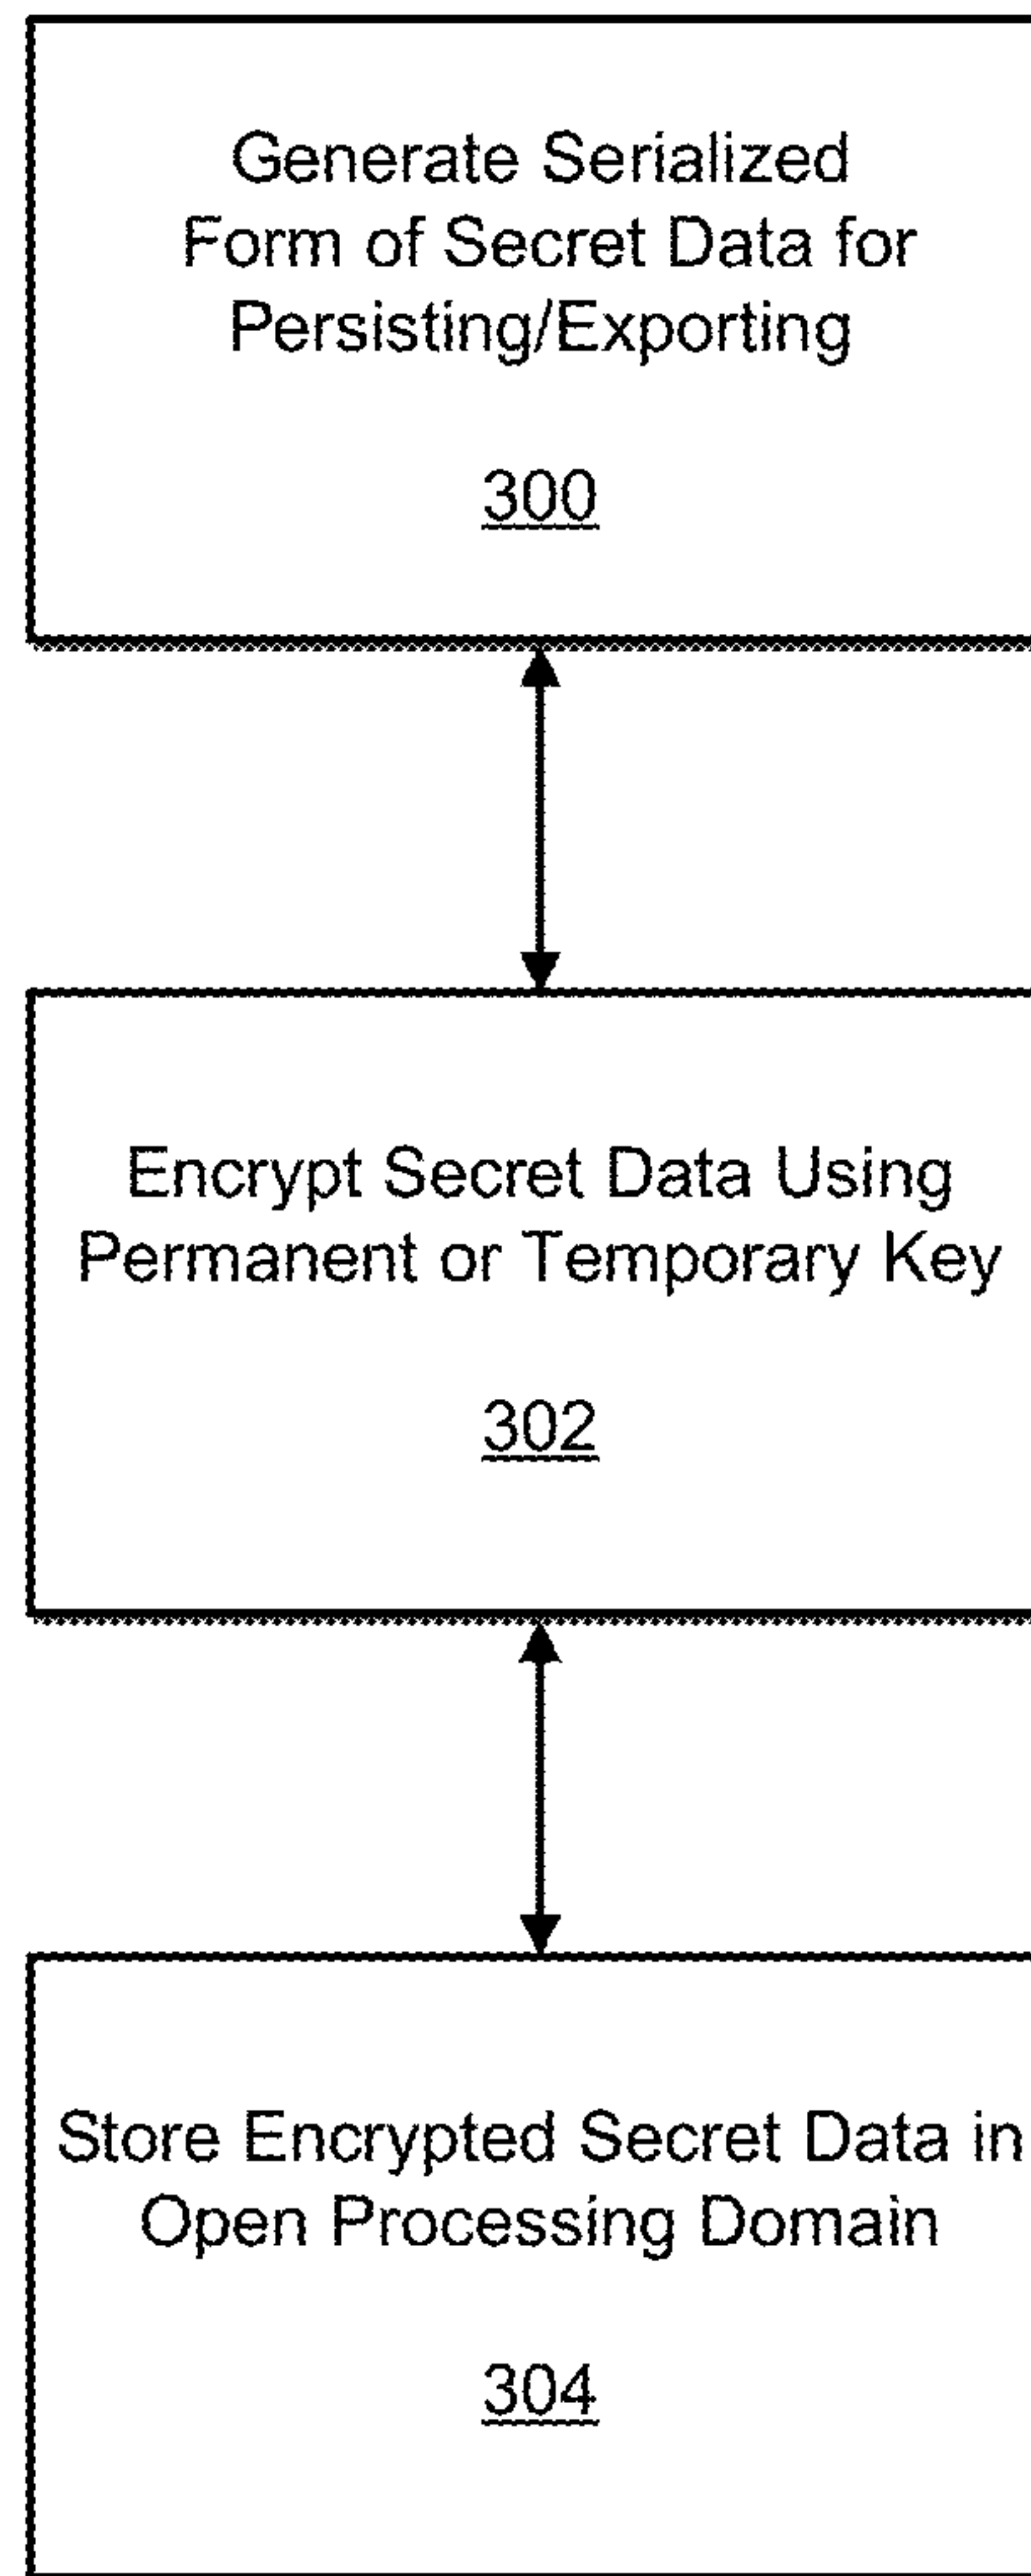 Generate Serialized
Form of Secret Data for
Persisting/Exporting
300
Encrypt Secret Data Using
Permanent or Temporary Key
302
Store Encrypted Secret Data in
Open Processing Domain
304